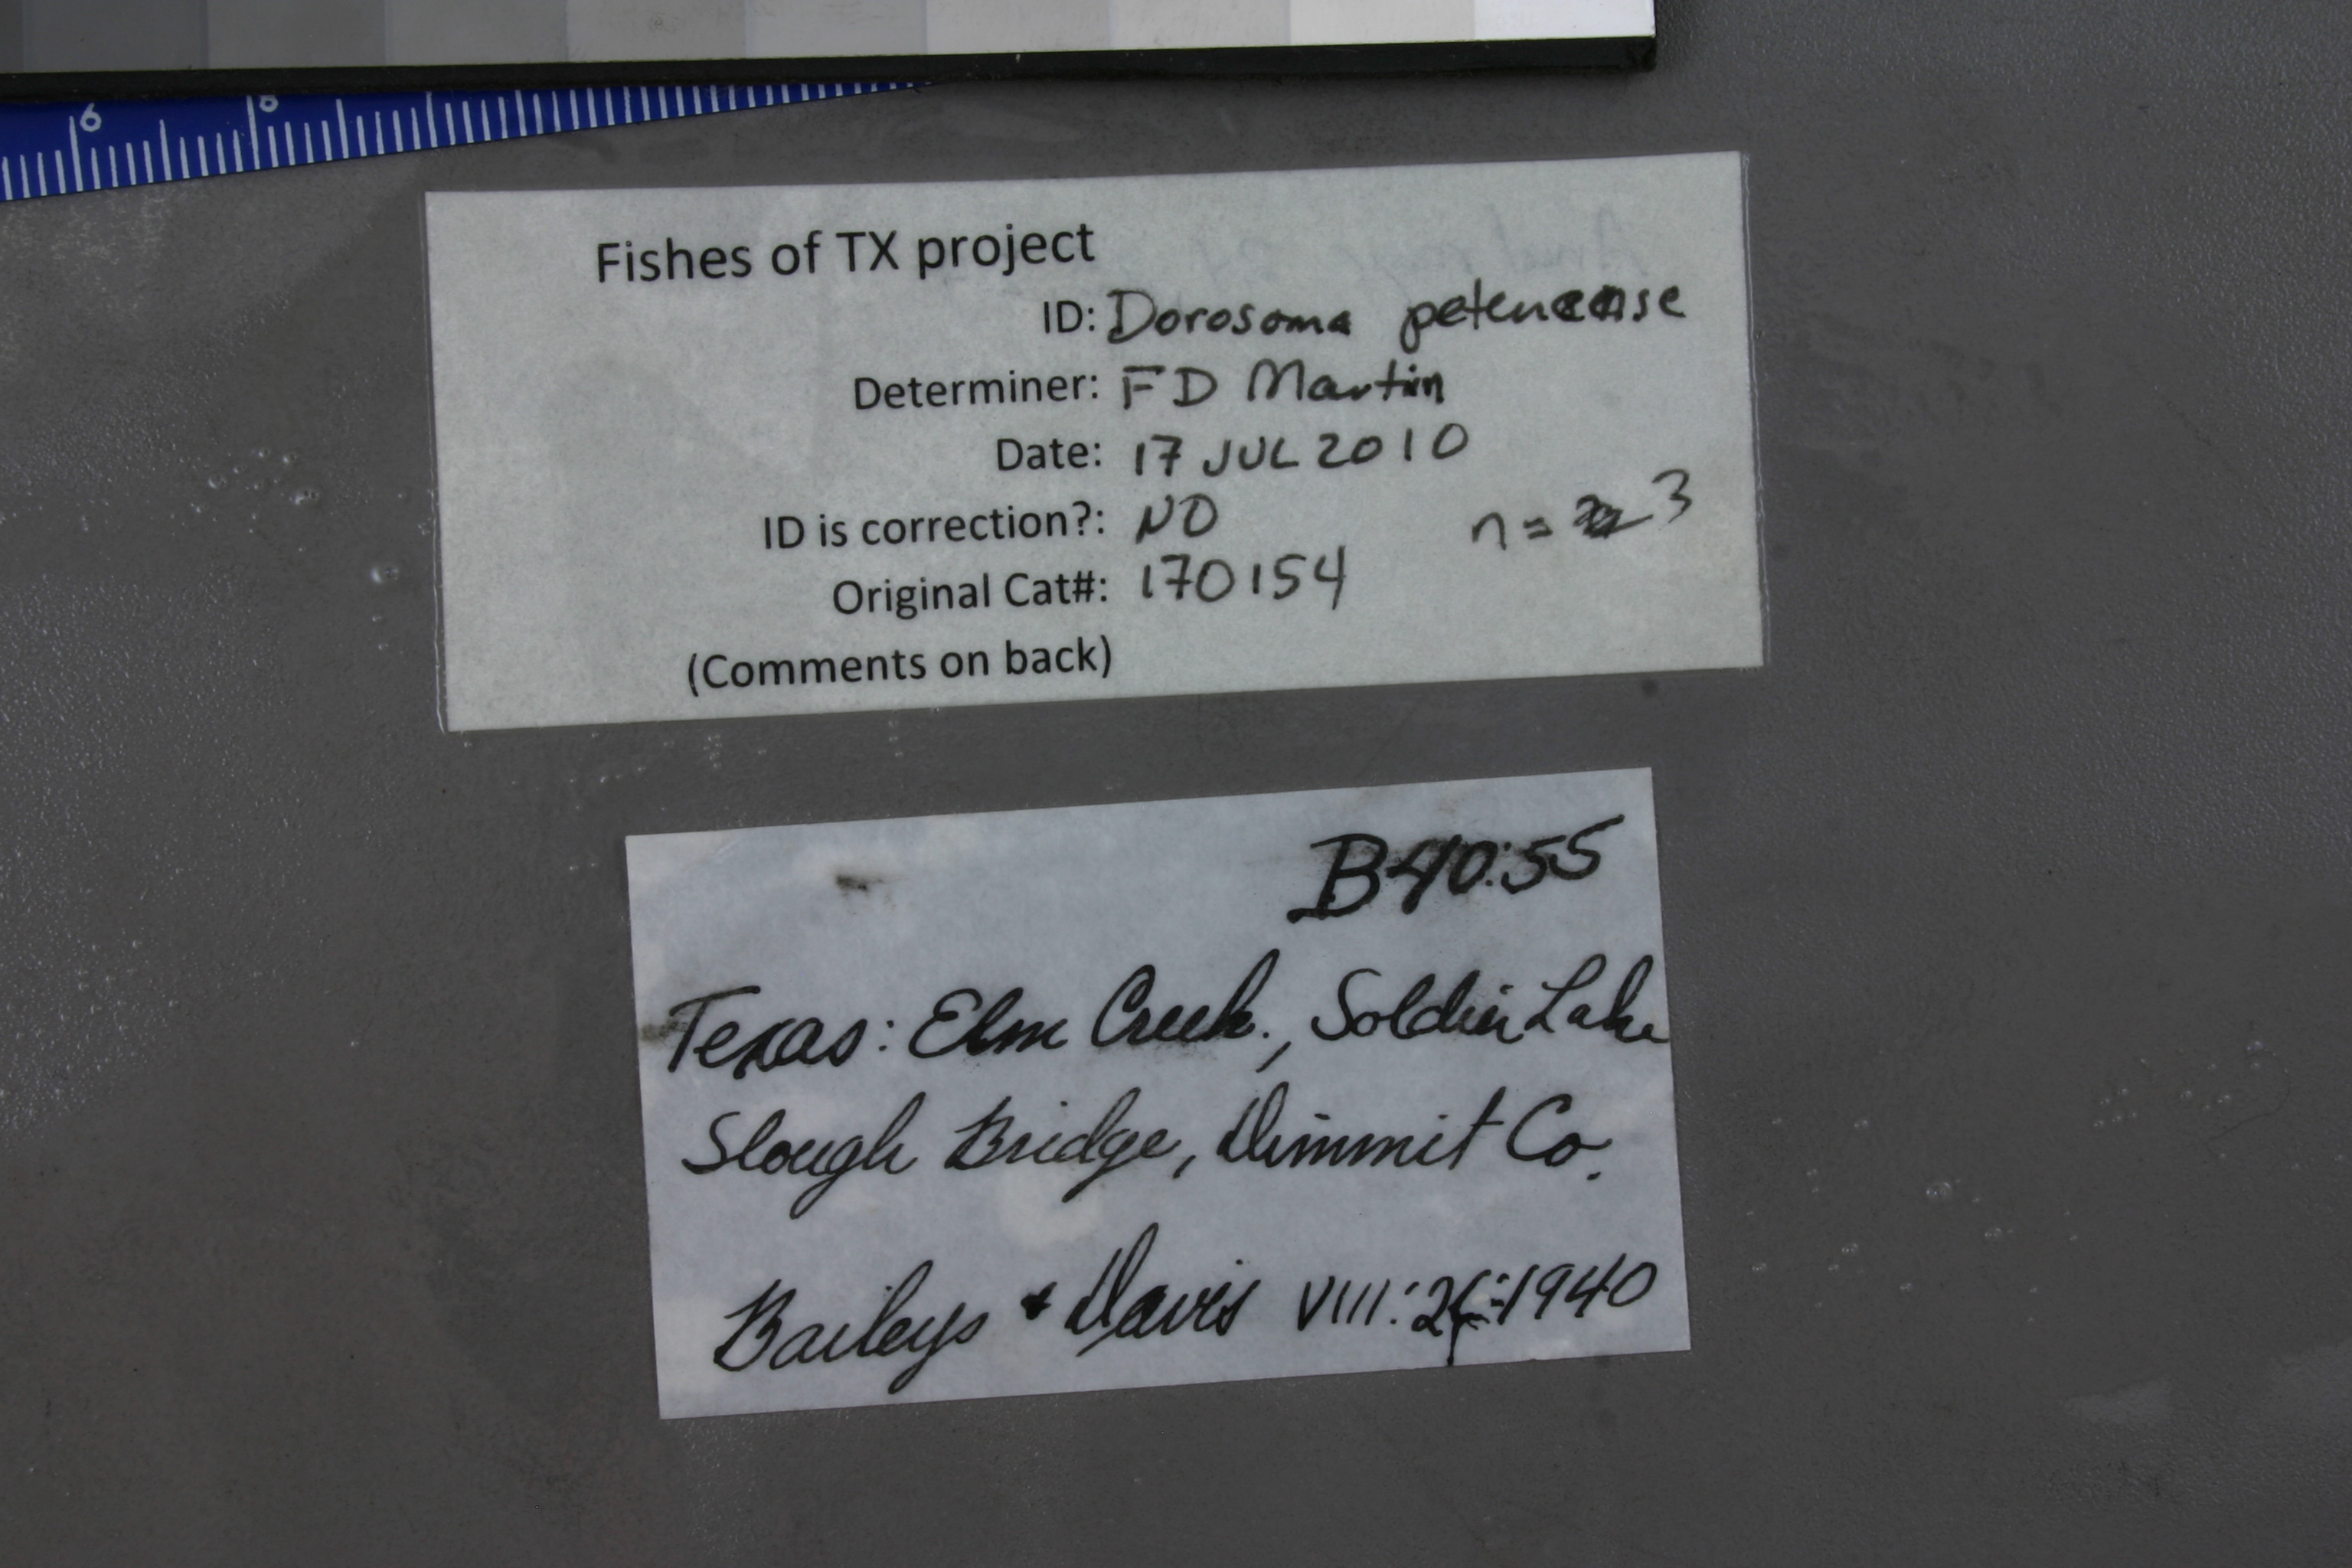 6
8
Fishes of TX project
ID: Dorosoma petenense
Determiner: FD Martin
Date: 17 JUL 2010
ID is correction?: NO
n = 3
Original Cat#: 170154
(Comments on back)
B40:55
Texas: Elm Creek, Soldier Lake
Slough Bridge, Dimmit Co.
Baileys & Davis VIII:26:1940